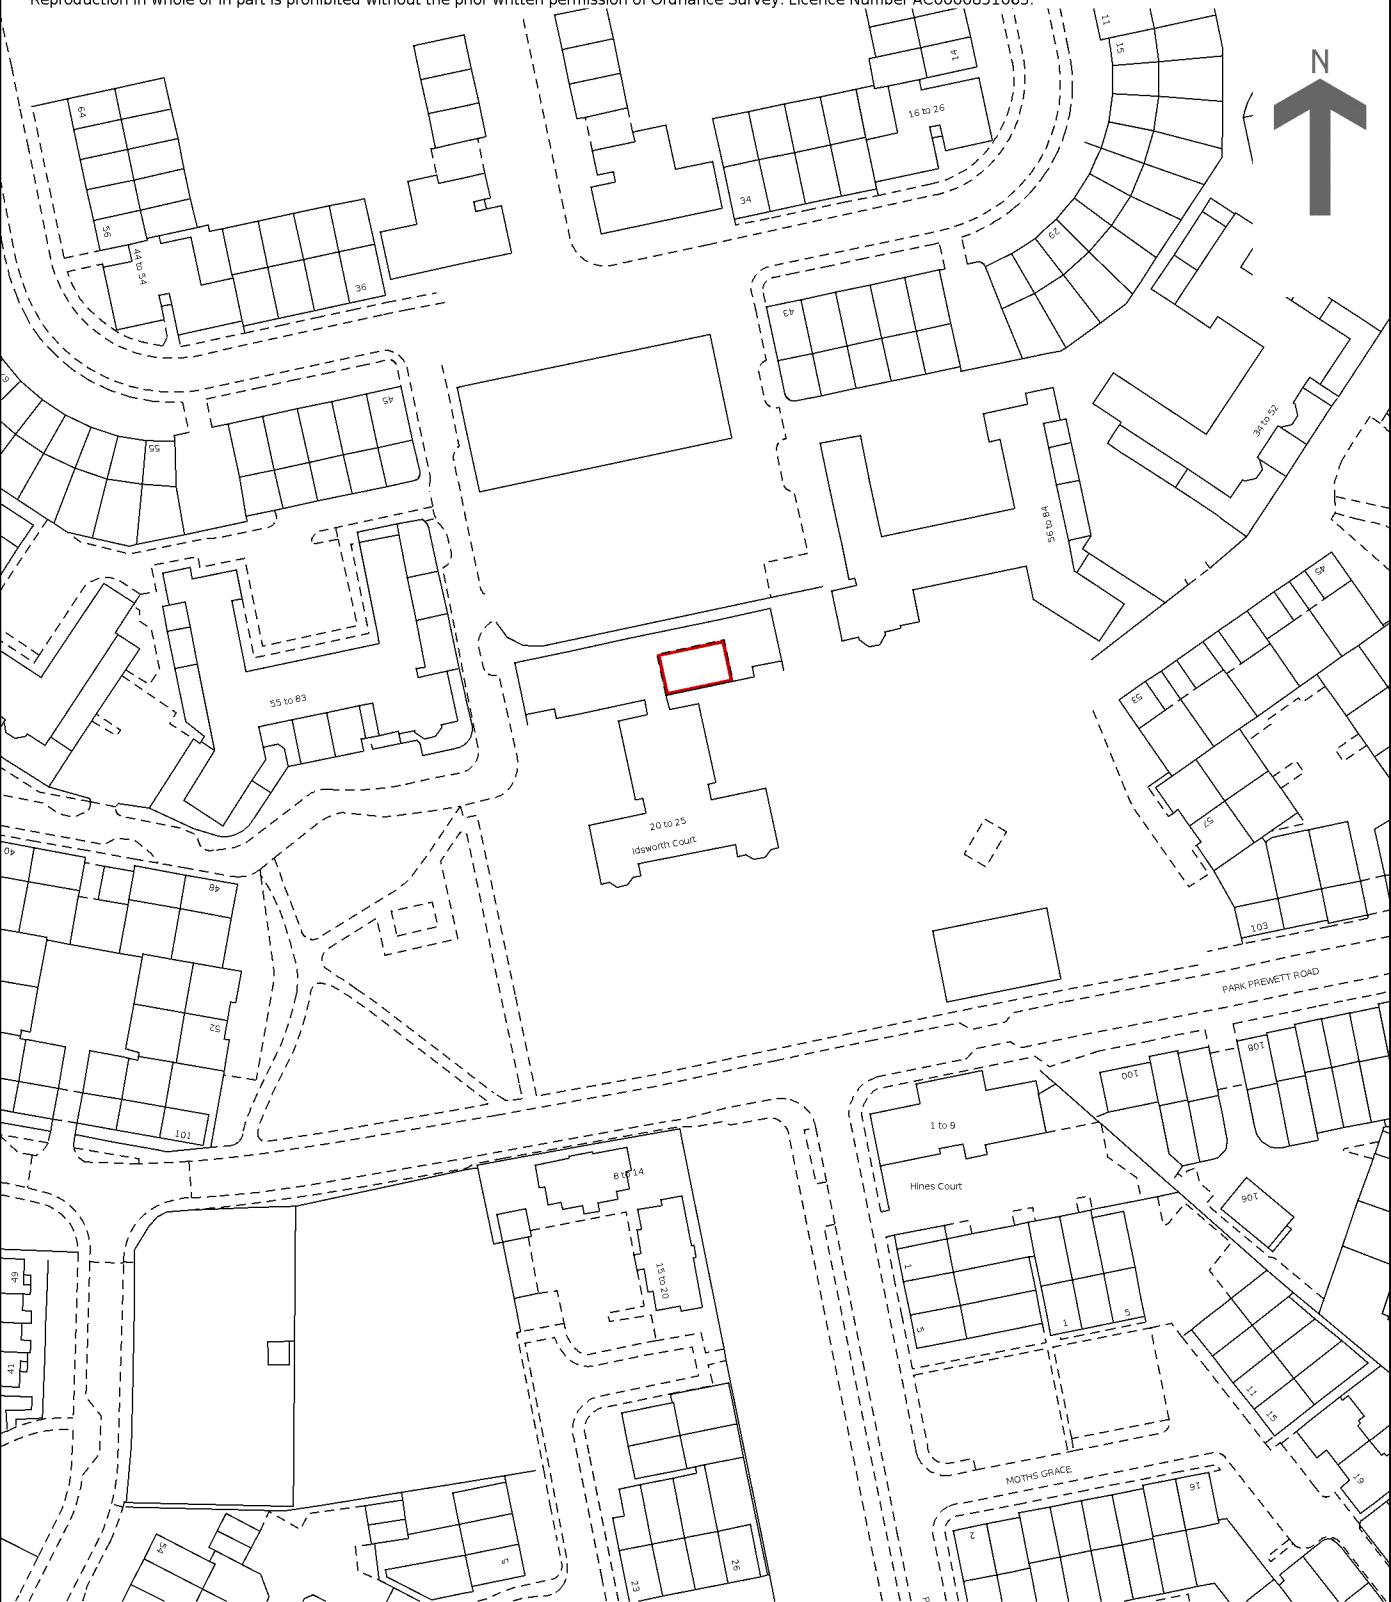 Reproduction in whole or in part is prohibited without the prior written permission of Ordnance Survey. Licence Number AC0000851063.
N
11
15
14
16 to 26
64
34
56
44 to 54
29
36
43
45
55
34 to 52
56 to 84
45
53
55 to 83
57
20 to 25
Idsworth Court
40
48
103
PARK PREWETT ROAD
52
108
100
101
1 to 9
8 to 14
Hines Court
106
49
15 to 20
1
5
1
5
41
11
15
MOTHS GRACE
19
16
2
54
5
26
23